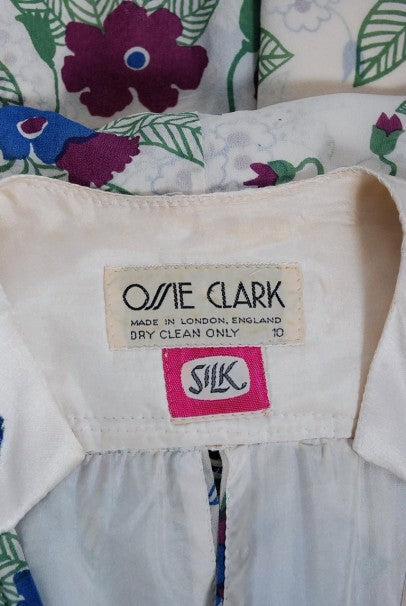 OSSIE CLARK
MADE IN LONDON, ENGLAND
DRY CLEAN ONLY 10
SILK